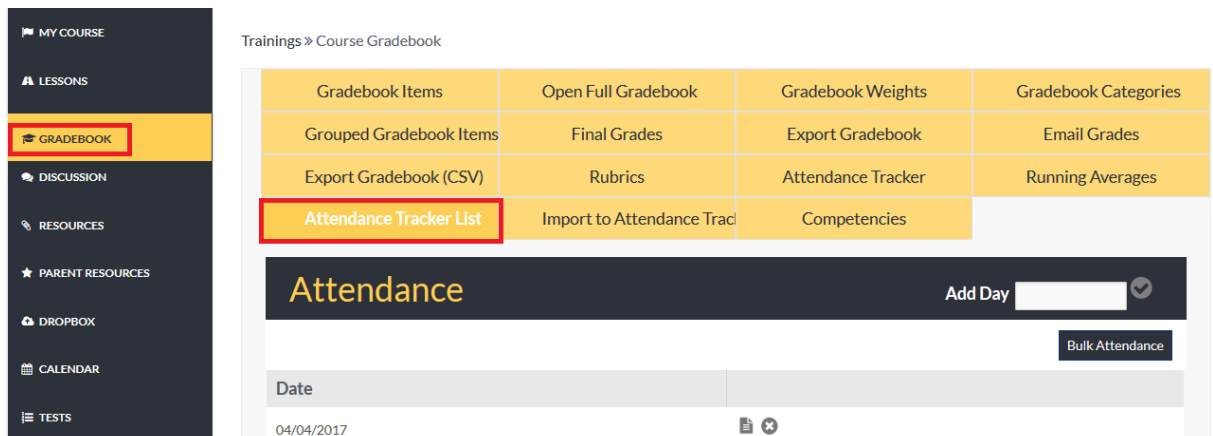 MY COURSE
LESSONS
GRADEBOOK
DISCUSSION
RESOURCES
PARENT RESOURCES
DROPBOX
CALENDAR
TESTS
Trainings » Course Gradebook
Gradebook Items Open Full Gradebook Gradebook Weights Gradebook Categories
Grouped Gradebook Items Final Grades Export Gradebook Email Grades
Export Gradebook (CSV) Rubrics Attendance Tracker Running Averages
Attendance Tracker List Import to Attendance Trac Competencies
Attendance Add Day
Bulk Attendance
Date
04/04/2017